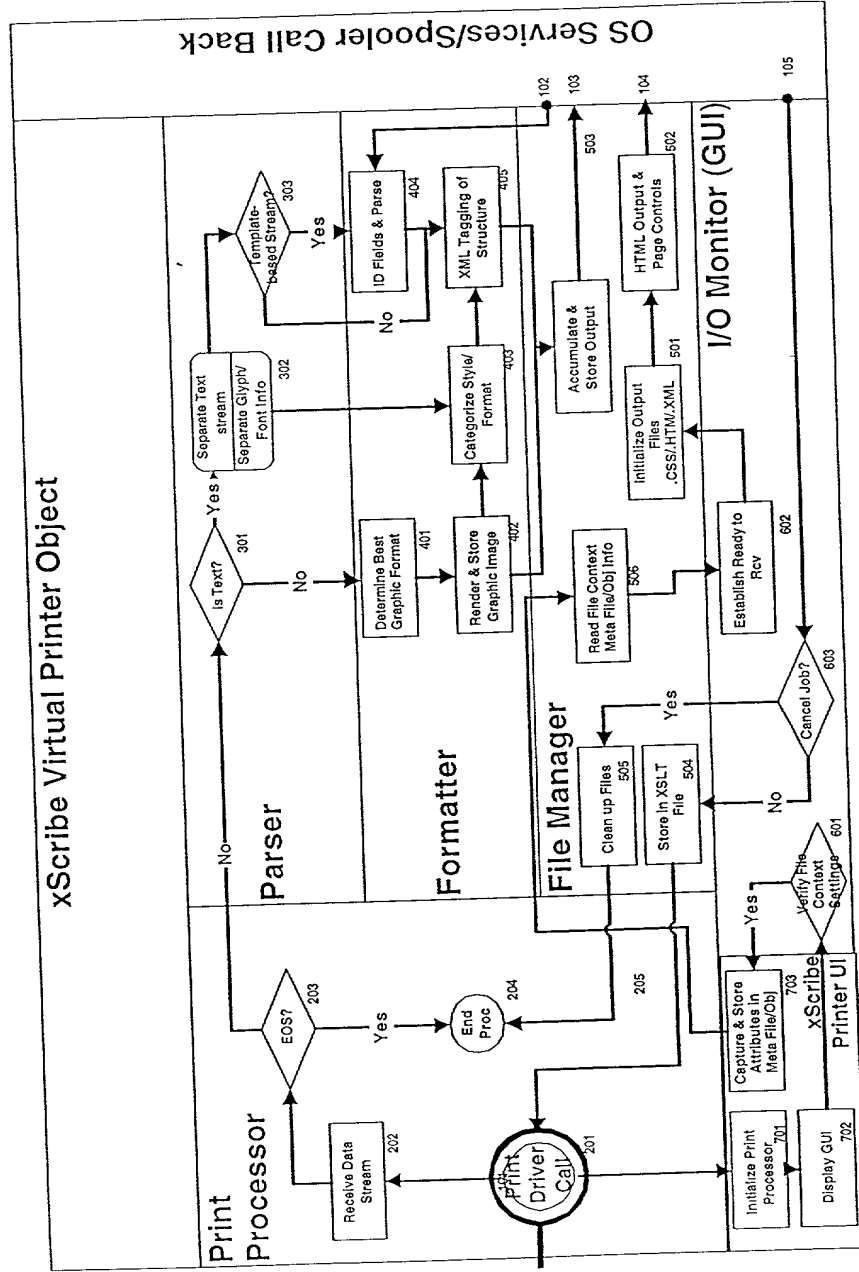 xScribe Virtual Printer Object
OS Services/Spooler Call Back
Print
Processor
Receive Data
Stream
202
EOS?
203
No
Yes
End
Proc
204
205
Print
Driver
Call
201
Parser
Is Text?
301
Yes
No
Separate Text
stream
Separate Glyph/
Font Info
302
Template-
based Stream?
303
Yes
No
Formatter
Determine Best
Graphic Format
401
Render & Store
Graphic Image
402
Categorize Style/
Format
403
ID Fields & Parse
404
XML Tagging of
Structure
405
102
File Manager
Clean up Files
505
Store in XSLT
File
504
Read File Context
Meta File/Obj Info
506
Accumulate &
Store Output
503
103
Initialize Output
Files
.CSS/.HTM/.XML
501
HTML Output &
Page Controls
502
104
I/O Monitor (GUI)
Verify File
Context
Settings
601
Yes
Cancel Job?
603
Yes
No
Establish Ready to
Rcv
602
105
xScribe
Printer UI
Initialize Print
Processor
701
Display GUI
702
Capture & Store
Attributes in
Meta File/Obj
703